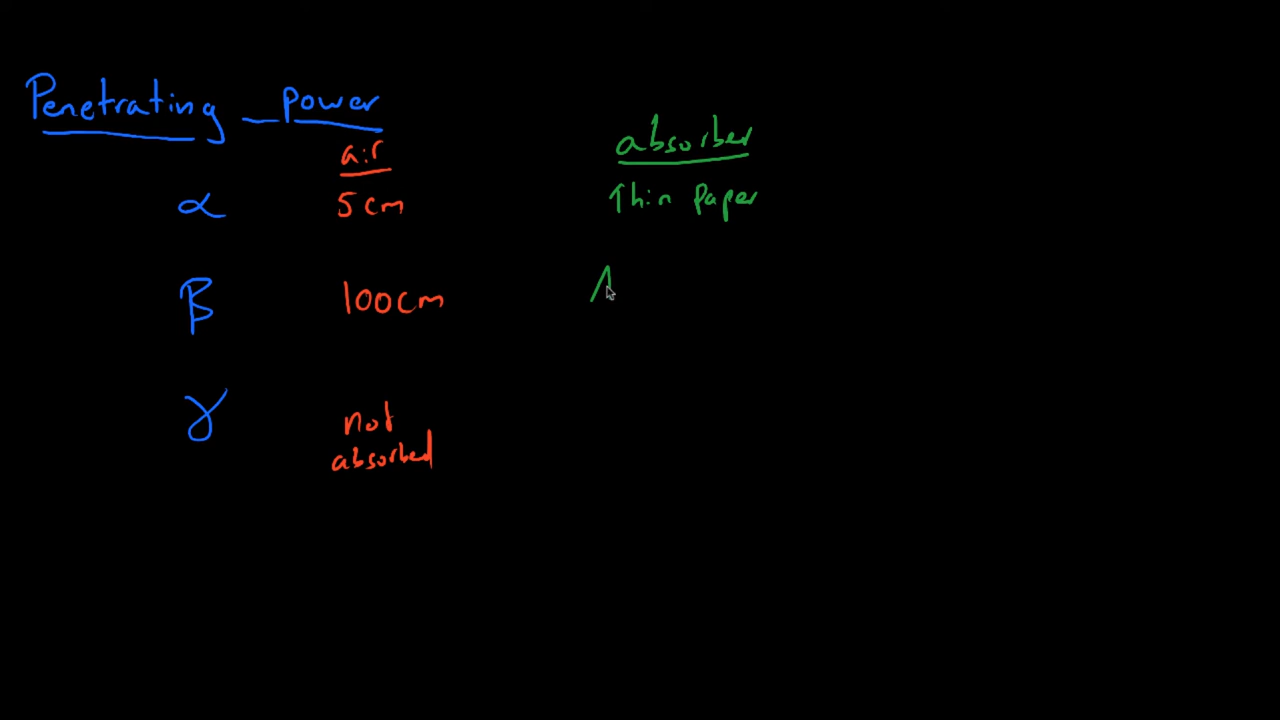 Penetrating power
air
absorber
α
5cm
Thin paper
β
100cm
γ
not
absorbed